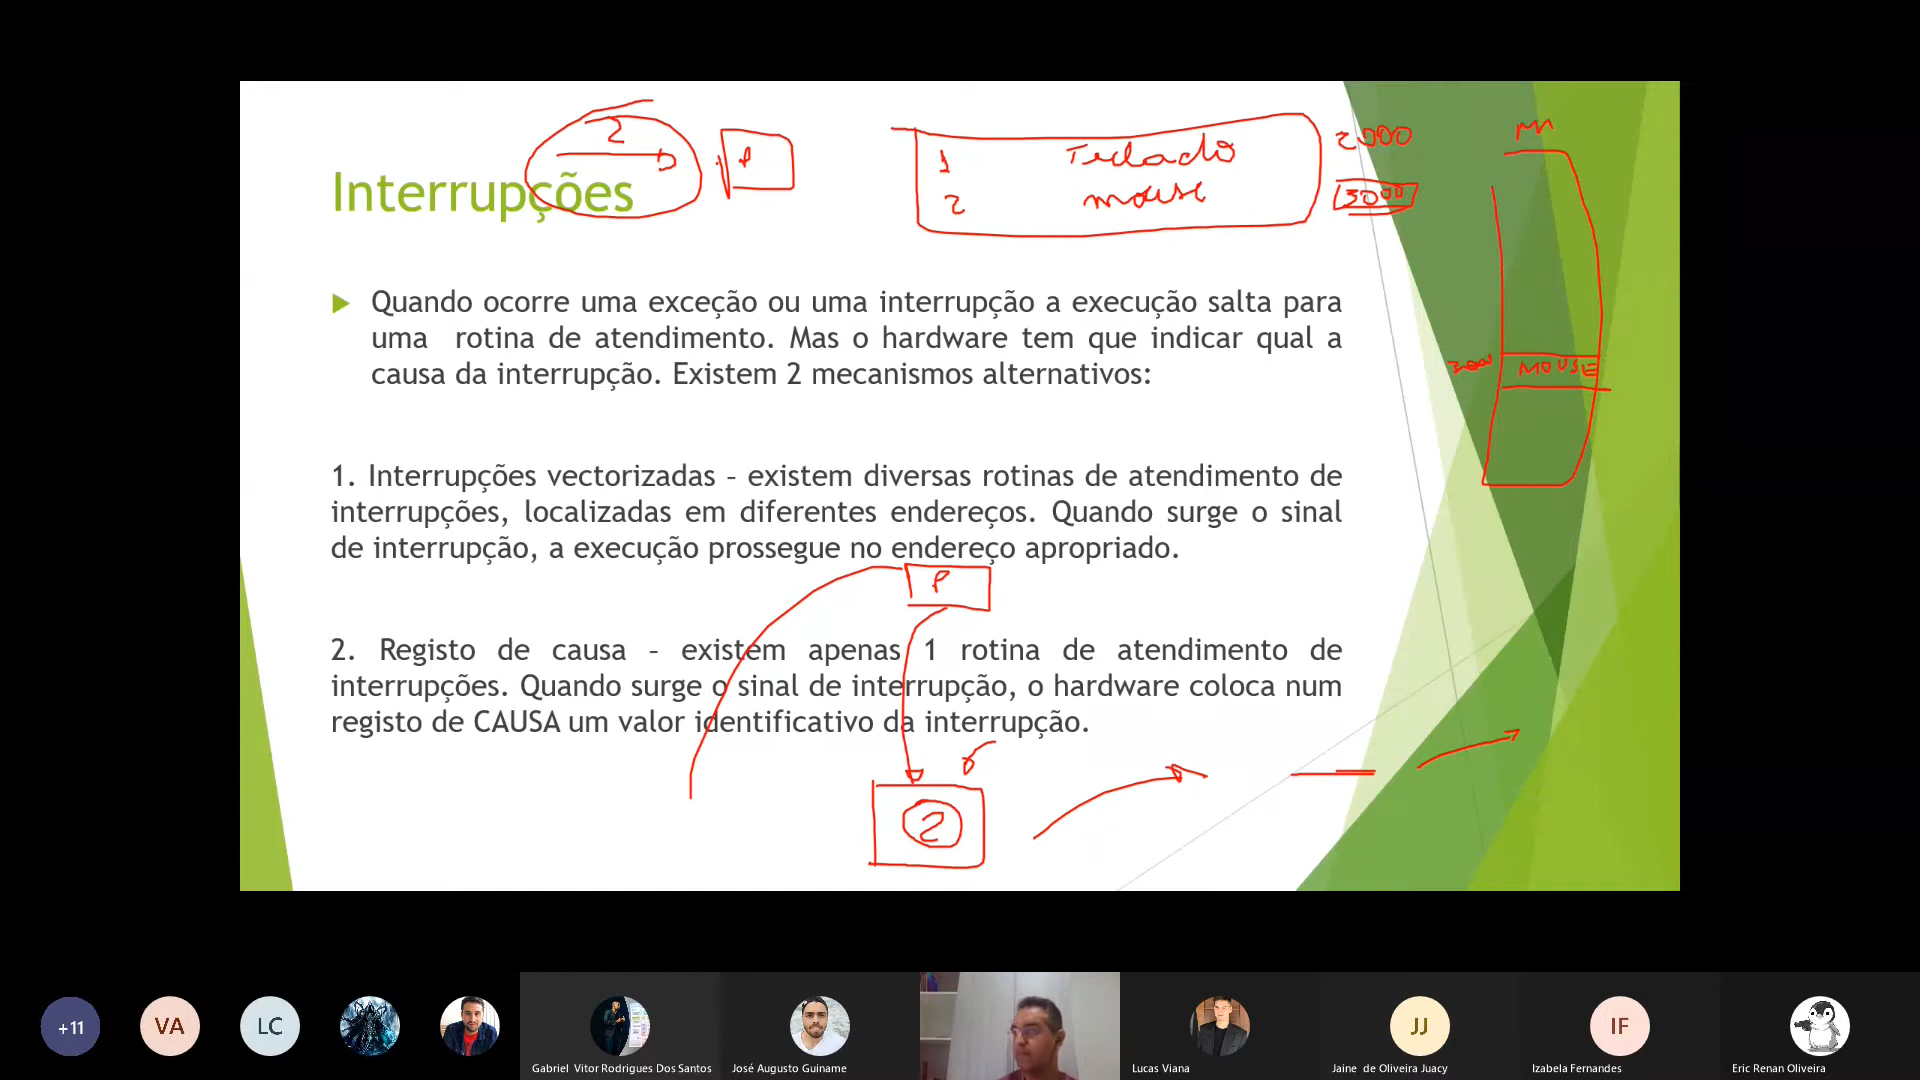 2
P
1 Teclado 2000
2 mouse 3000
Interrupções
Quando ocorre uma exceção ou uma interrupção a execução salta para
uma rotina de atendimento. Mas o hardware tem que indicar qual a
causa da interrupção. Existem 2 mecanismos alternativos:
MOUSE
1. Interrupções vectorizadas – existem diversas rotinas de atendimento de
interrupções, localizadas em diferentes endereços. Quando surge o sinal
de interrupção, a execução prossegue no endereço apropriado.
P
2. Registo de causa – existem apenas 1 rotina de atendimento de
interrupções. Quando surge o sinal de interrupção, o hardware coloca num
registo de CAUSA um valor identificativo da interrupção.
2
+11
VA
LC
JJ
IF
Gabriel Vitor Rodrigues Dos Santos
José Augusto Guiname
Lucas Viana
Jaine de Oliveira Juacy
Izabela Fernandes
Eric Renan Oliveira